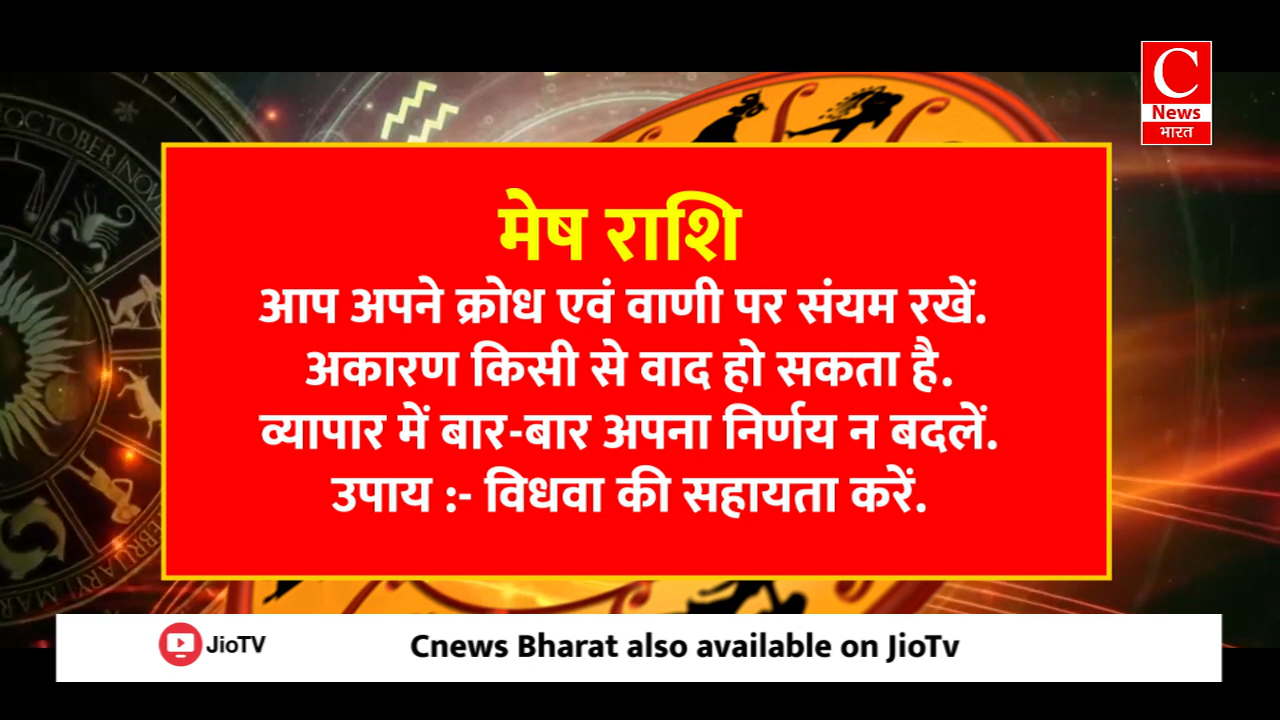 C
News
भारत
OCTOBER
मेष राशि
आप अपने क्रोध एवं वाणी पर संयम रखें.
अकारण किसी से वाद हो सकता है.
व्यापार में बार-बार अपना निर्णय न बदलें.
उपाय :- विधवा की सहायता करें.
JioTV
Cnews Bharat also available on JioTv